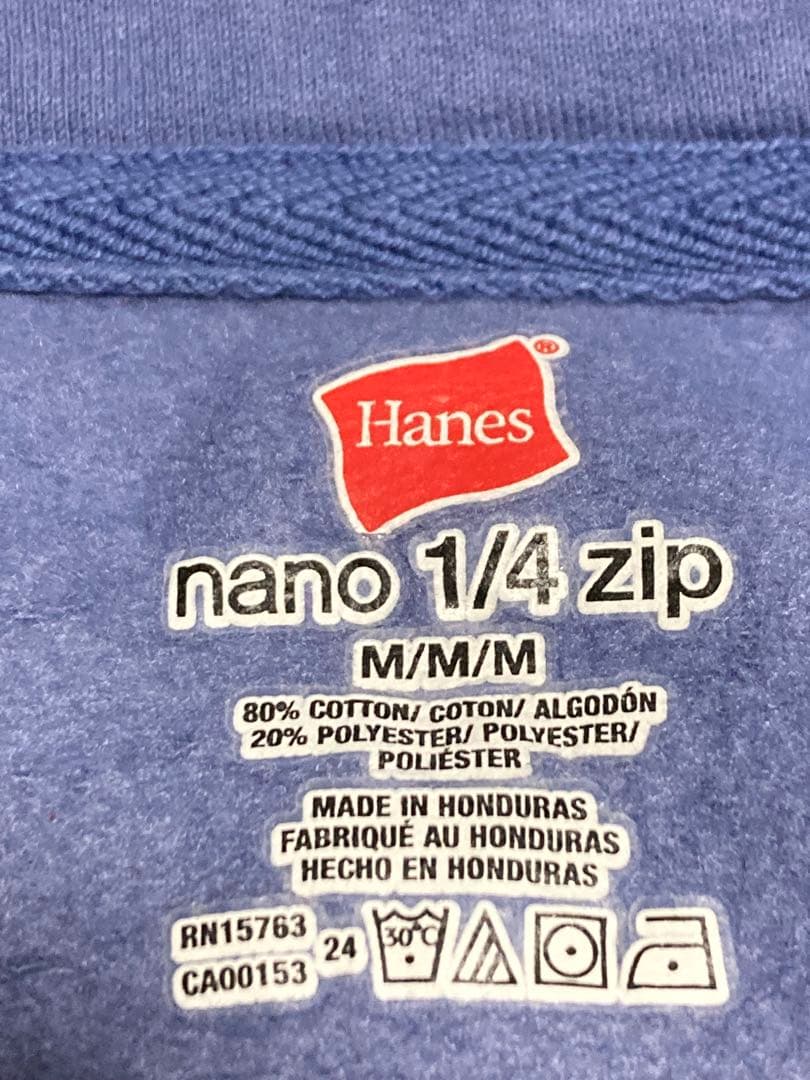 Hanes®
nano 1/4 zip
M/M/M
80% COTTON/ COTON/ ALGODÓN
20% POLYESTER/ POLYESTER/
POLIÉSTER
MADE IN HONDURAS
FABRIQUÉ AU HONDURAS
HECHO EN HONDURAS
RN15763
CA00153
24
30°C